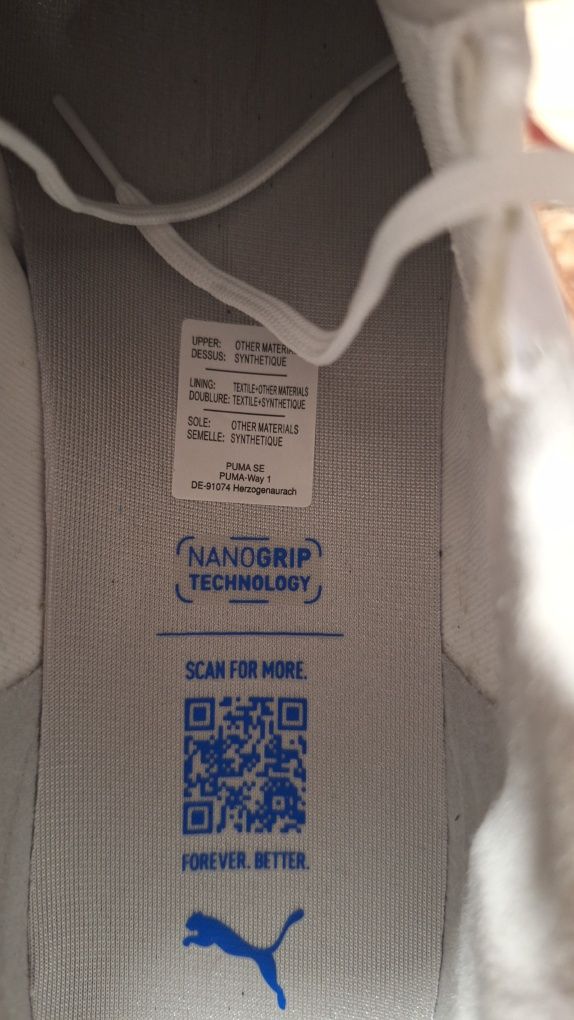 UPPER: OTHER
DESSUS: SYNTHETIQUE
LINING: TEXTILE+OTHER MATERIALS
DOUBLURE: TEXTILE+SYNTHETIQUE
SOLE: OTHER MATERIALS
SEMELLE: SYNTHETIQUE
PUMA SE
PUMA-Way 1
DE-91074 Herzogenaurach
NANOGRIP
TECHNOLOGY
SCAN FOR MORE.
FOREVER. BETTER.